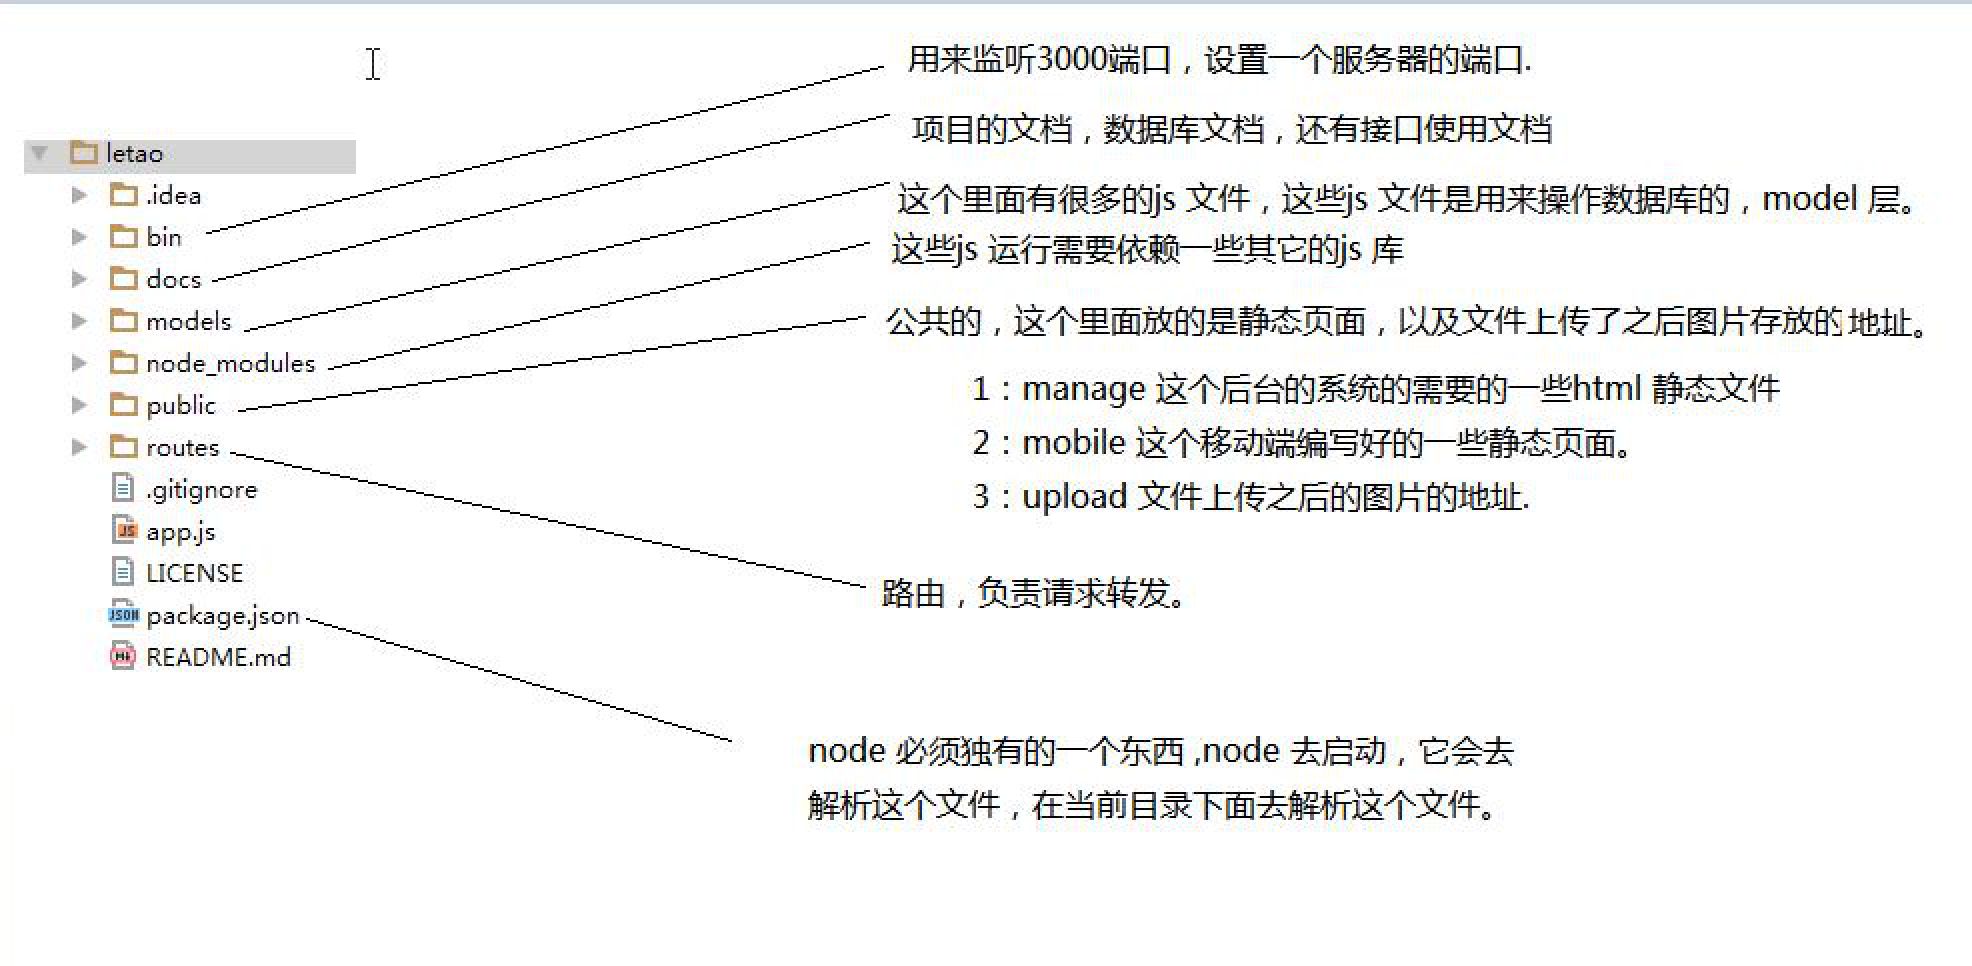 用来监听3000端口，设置一个服务器的端口.
项目的文档，数据库文档，还有接口使用文档
letao
.idea
这个里面有很多的js 文件，这些js 文件是用来操作数据库的，model 层。
bin
这些js 运行需要依赖一些其它的js 库
docs
models
公共的，这个里面放的是静态页面，以及文件上传了之后图片存放的 地址。
node_modules
1：manage 这个后台的系统的需要的一些html 静态文件
public
2：mobile 这个移动端编写好的一些静态页面。
routes
3：upload 文件上传之后的图片的地址.
.gitignore
JS
app.js
LICENSE
路由，负责请求转发。
JSON
package.json
README.md
node 必须独有的一个东西 ,node 去启动，它会去
解析这个文件，在当前目录下面去解析这个文件。